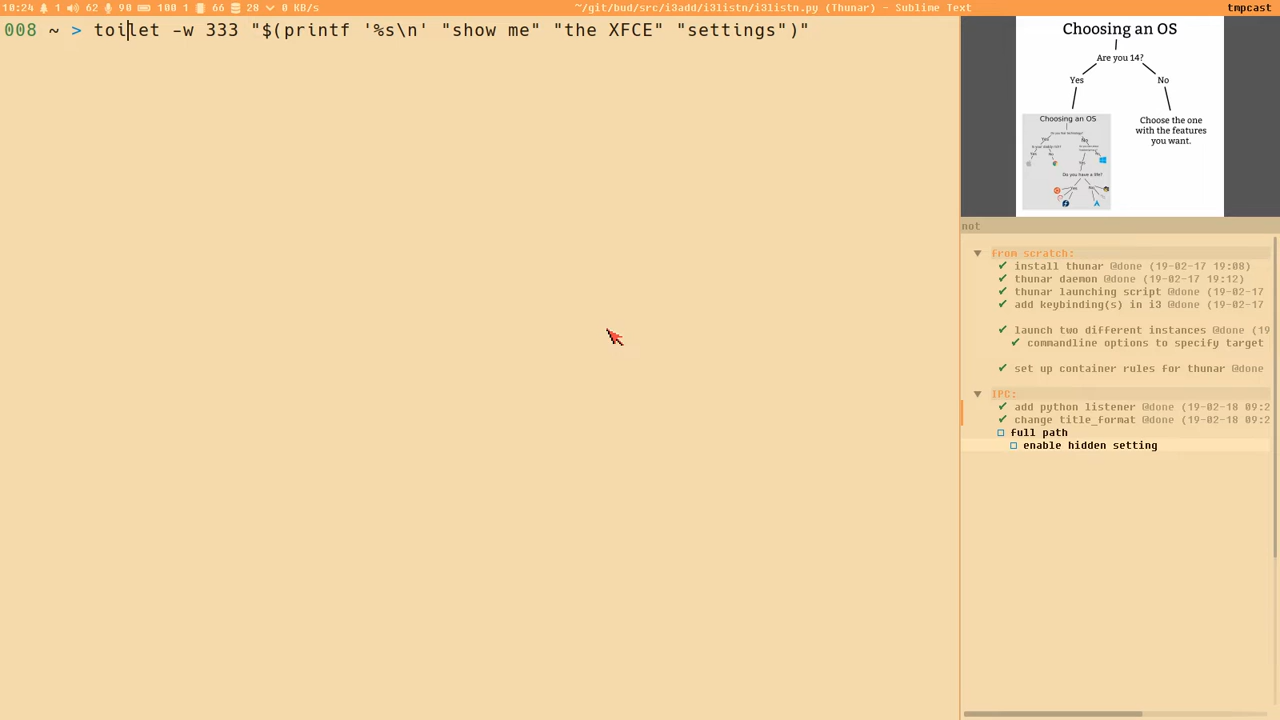 10:24 1 62 90 100 1 66 28 0 KB/s
~/git/bud/src/i3add/i3listn/i3listn.py (Thunar) - Sublime Text
tmpcast
008 ~ > toilet -w 333 "$(printf '%s\n' "show me" "the XFCE" "settings")"
Choosing an OS
Are you 14?
Yes No
Choosing an OS
Choose the one
with the features
you want.
Do you have a life?
not
From scratch:
✔ install thunar @done (19-02-17 19:08)
✔ thunar daemon @done (19-02-17 19:12)
✔ thunar launching script @done (19-02-17
✔ add keybinding(s) in i3 @done (19-02-17
✔ launch two different instances @done (19
✔ commandline options to specify target
✔ set up container rules for thunar @done
IPC:
✔ add python listener @done (19-02-18 09:2
✔ change title_format @done (19-02-18 09:2
full path
enable hidden setting